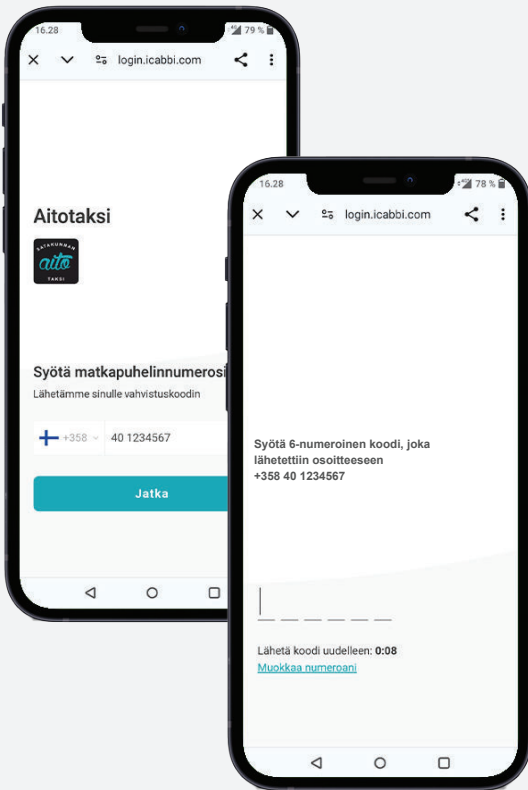 16.28
79 %
login.icabbi.com
Aitotaksi
SATAKUNNAN
aito
TAKSI
Syötä matkapuhelinnumerosi
Lähetämme sinulle vahvistuskoodin
+358 40 1234567
Jatka
16.28
78 %
login.icabbi.com
Syötä 6-numeroinen koodi, joka
lähetettiin osoitteeseen
+358 40 1234567
Lähetä koodi uudelleen: 0:08
Muokkaa numeroani